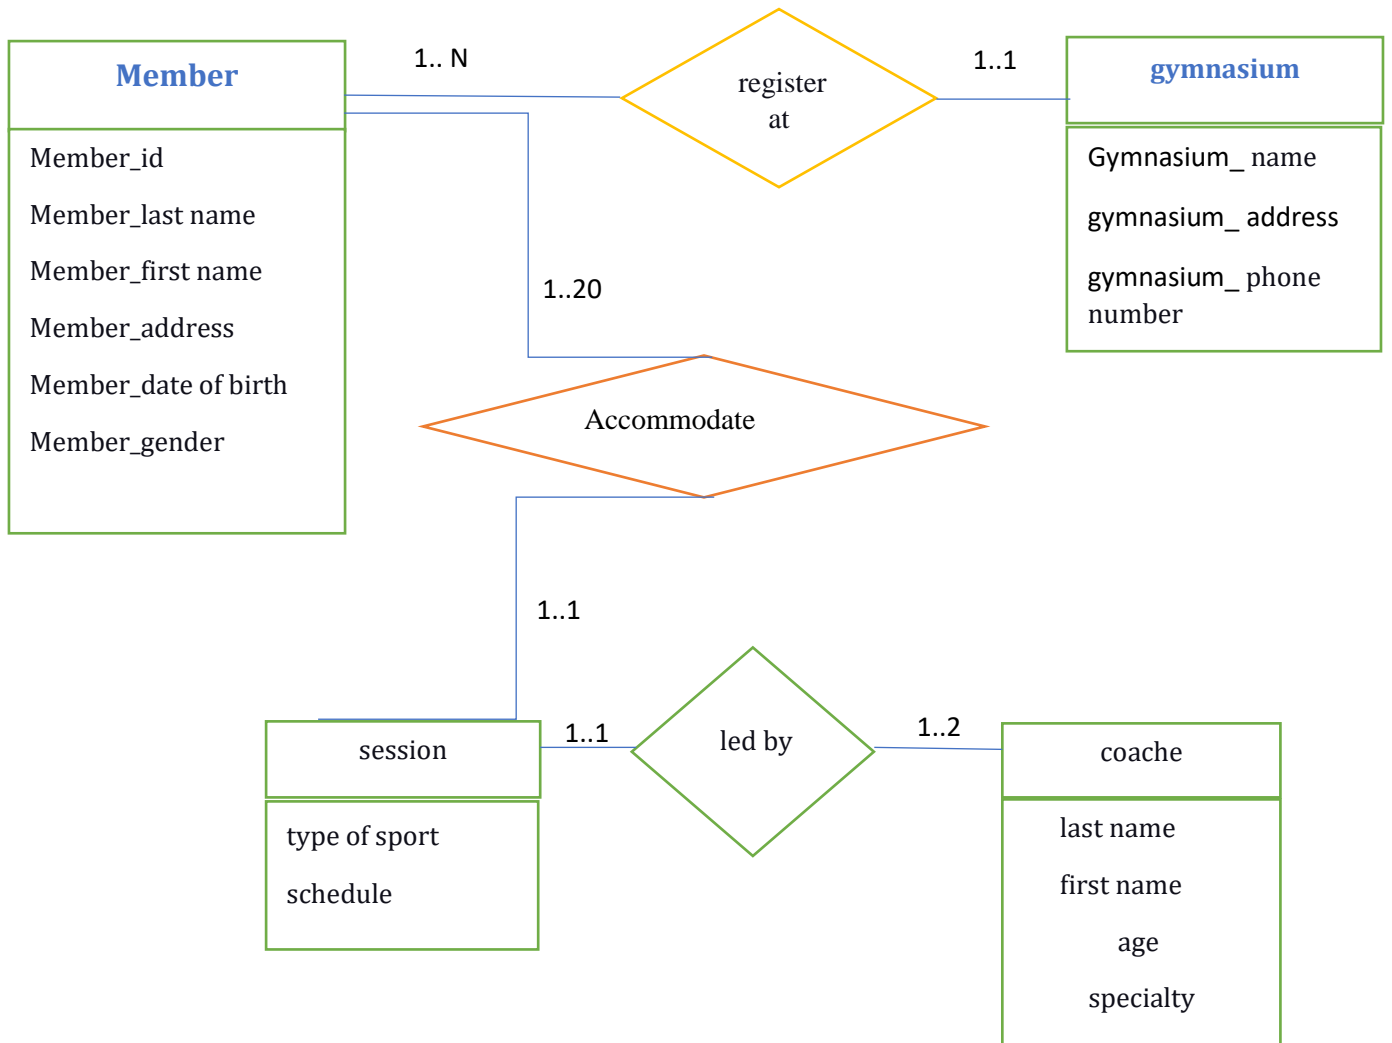 Member
Member_id
Member_last name
Member_first name
Member_address
Member_date of birth
Member_gender
1.. N
register
at
1..1
gymnasium
Gymnasium_ name
gymnasium_ address
gymnasium_ phone
number
1..20
Accommodate
1..1
session
type of sport
schedule
1..1
led by
1..2
coache
last name
first name
age
specialty